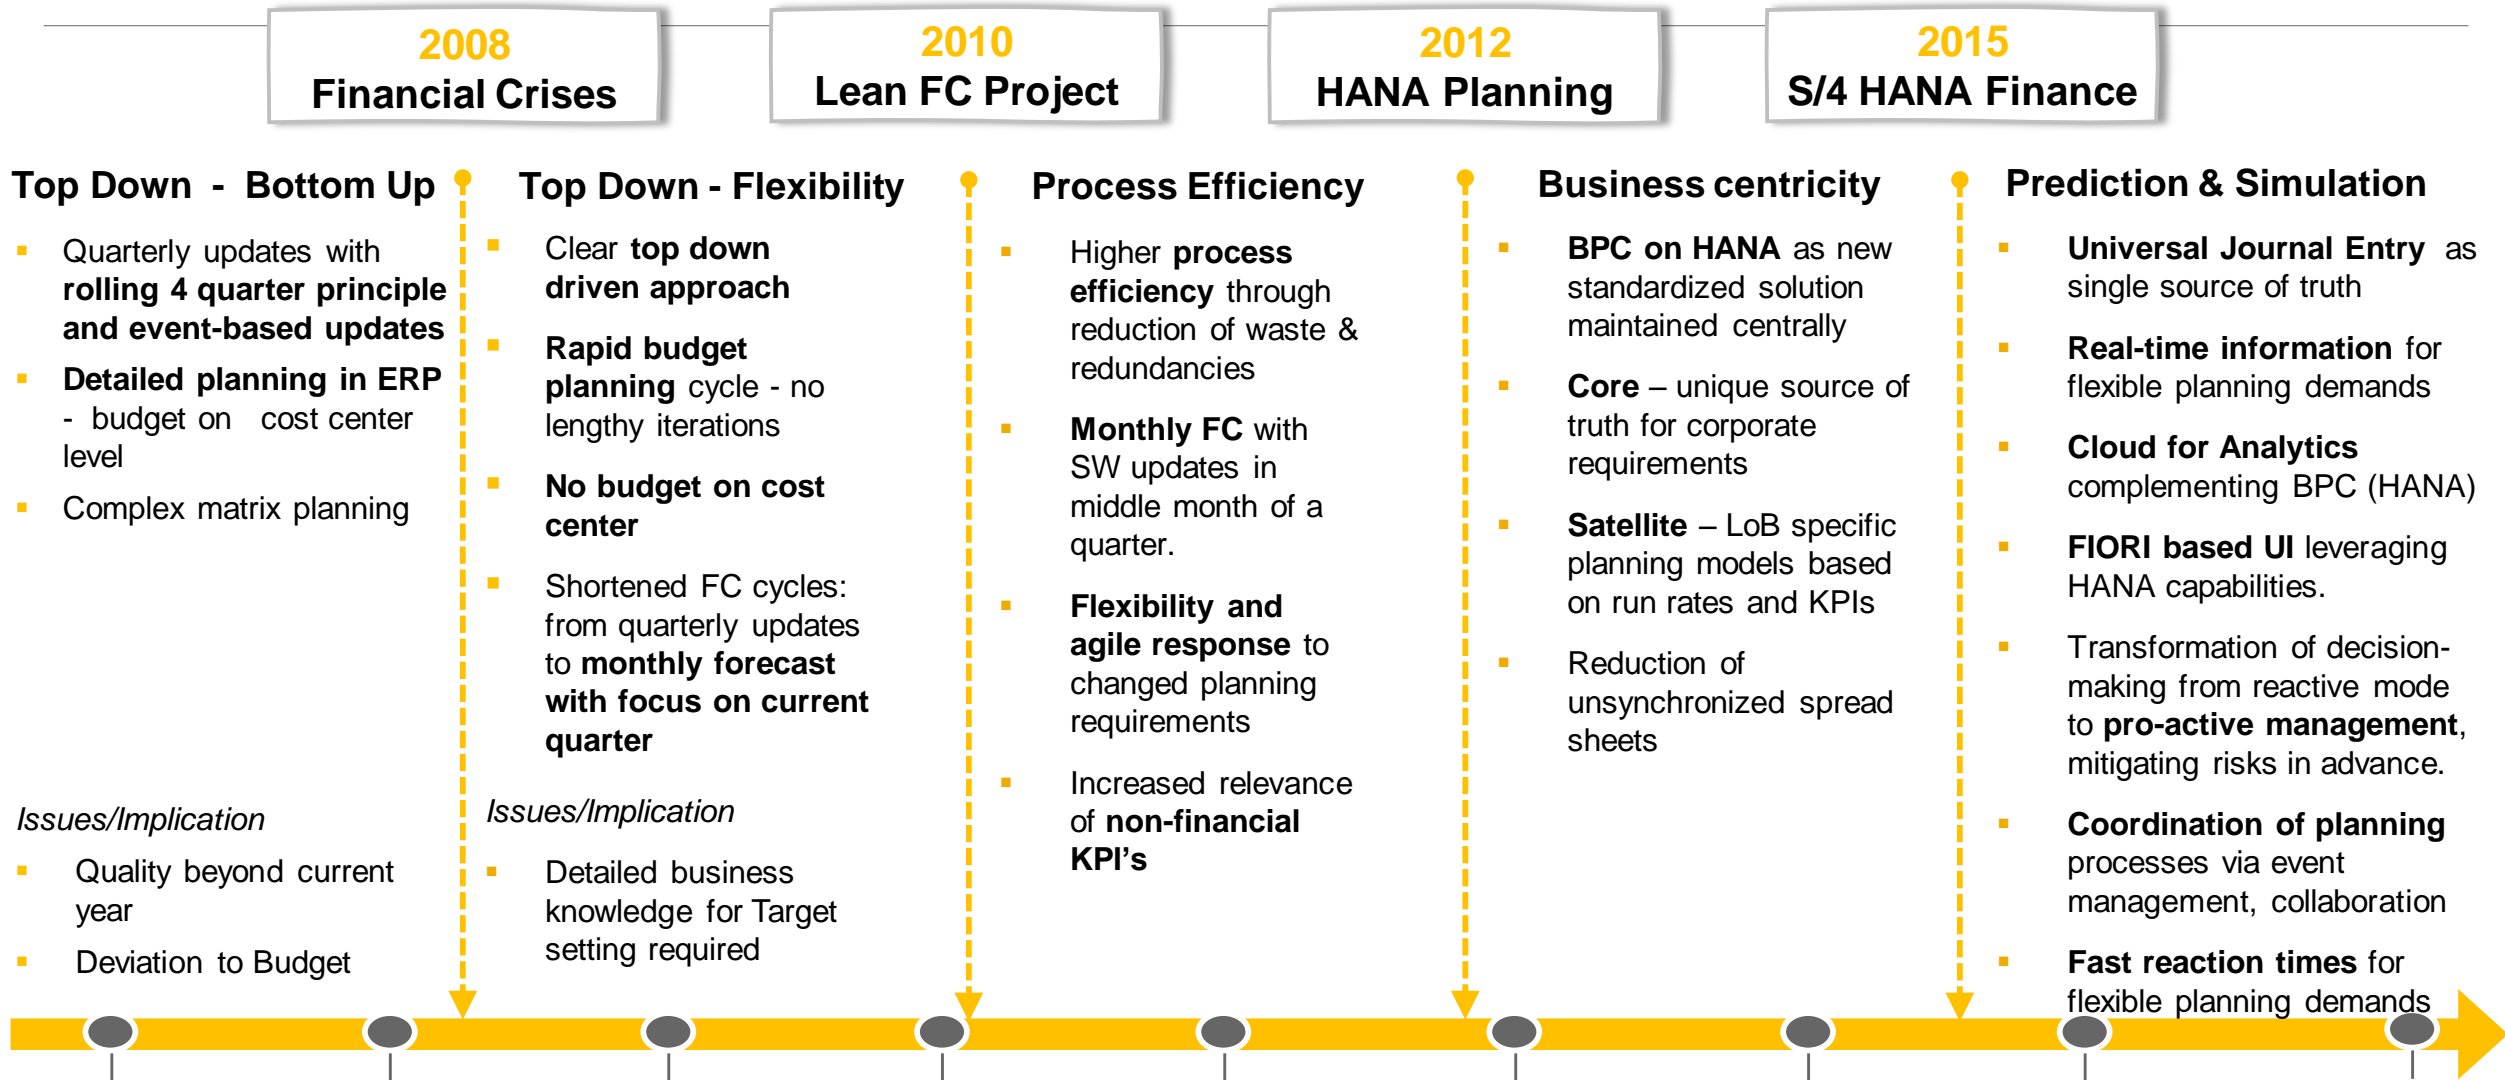 2008
Financial Crises
2010
Lean FC Project
2012
HANA Planning
2015
S/4 HANA Finance
Top Down - Bottom Up
Quarterly updates with
rolling 4 quarter principle
and event-based updates
Detailed planning in ERP
- budget on cost center
level
Complex matrix planning
Issues/Implication
Quality beyond current
year
Deviation to Budget
Top Down - Flexibility
Clear top down
driven approach
Rapid budget
planning cycle - no
lengthy iterations
No budget on cost
center
Shortened FC cycles:
from quarterly updates
to monthly forecast
with focus on current
quarter
Issues/Implication
Detailed business
knowledge for Target
setting required
Process Efficiency
Higher process
efficiency through
reduction of waste &
redundancies
Monthly FC with
SW updates in
middle month of a
quarter.
Flexibility and
agile response to
changed planning
requirements
Increased relevance
of non-financial
KPI's
Business centricity
BPC on HANA as new
standardized solution
maintained centrally
Core – unique source of
truth for corporate
requirements
Satellite – LoB specific
planning models based
on run rates and KPIs
Reduction of
unsynchronized spread
sheets
Prediction & Simulation
Universal Journal Entry as
single source of truth
Real-time information for
flexible planning demands
Cloud for Analytics
complementing BPC (HANA)
FIORI based UI leveraging
HANA capabilities.
Transformation of decision-
making from reactive mode
to pro-active management,
mitigating risks in advance.
Coordination of planning
processes via event
management, collaboration
Fast reaction times for
flexible planning demands